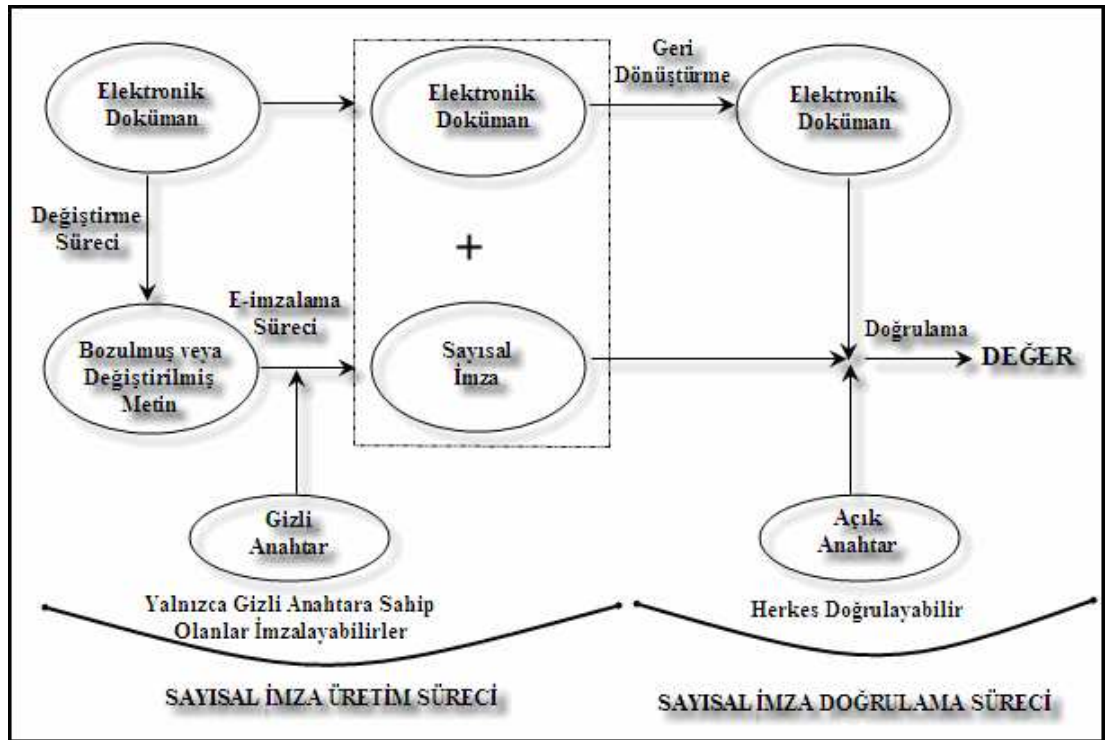 Elektronik
Doküman
Elektronik
Doküman
Geri
Dönüştürme
Elektronik
Doküman
Değiştirme
Süreci
+
E-imzalama
Süreci
Bozulmuş veya
Değiştirilmiş
Metin
Sayısal
İmza
Doğrulama
DEĞER
Gizli
Anahtar
Açık
Anahtar
Yalnızca Gizli Anahtara Sahip
Olanlar İmzalayabilirler
Herkes Doğrulayabilir
SAYISAL İMZA ÜRETİM SÜRECİ
SAYISAL İMZA DOĞRULAMA SÜRECİ